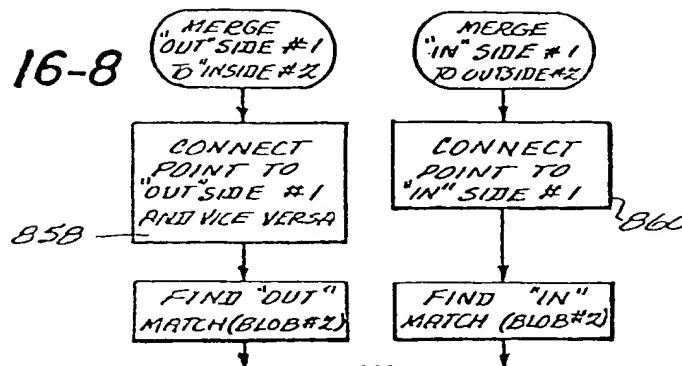 16-8
MERGE
"OUT" SIDE #1
TO "INSIDE #2
CONNECT
POINT TO
"OUT" SIDE #1
AND VICE VERSA
858
FIND "OUT"
MATCH (BLOB #2)
MERGE
"IN" SIDE #1
TO OUTSIDE #2
CONNECT
POINT TO
"IN" SIDE #1
860
FIND "IN"
MATCH (BLOB #2)